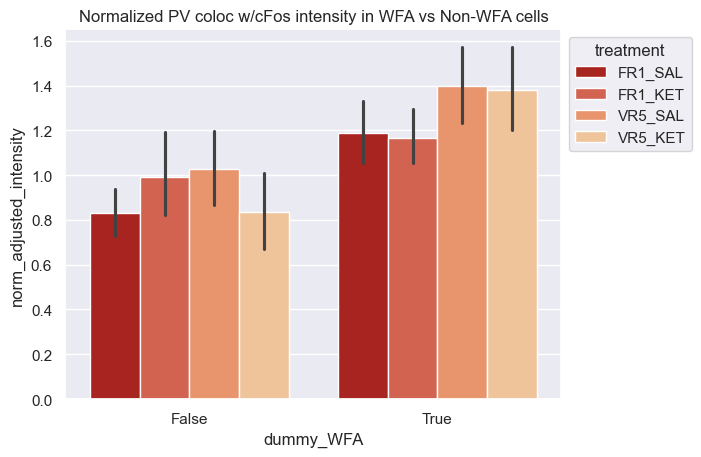 Normalized PV coloc w/cFos intensity in WFA vs Non-WFA cells
treatment
FR1_SAL
FR1_KET
VR5_SAL
VR5_KET
norm_adjusted_intensity
1.6
1.4
1.2
1.0
0.8
0.6
0.4
0.2
0.0
False
True
dummy_WFA